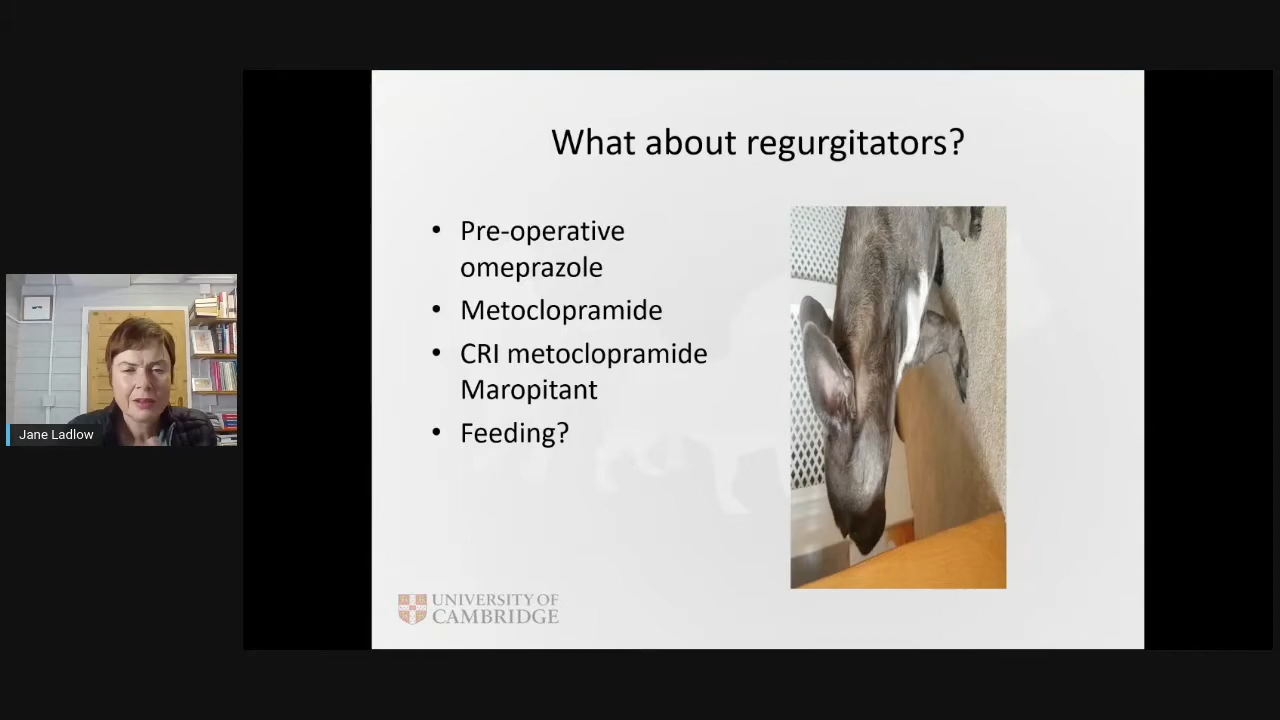 What about regurgitators?
• Pre-operative
omeprazole
• Metoclopramide
• CRI metoclopramide
Maropitant
• Feeding?
Jane Ladlow
UNIVERSITY OF
CAMBRIDGE